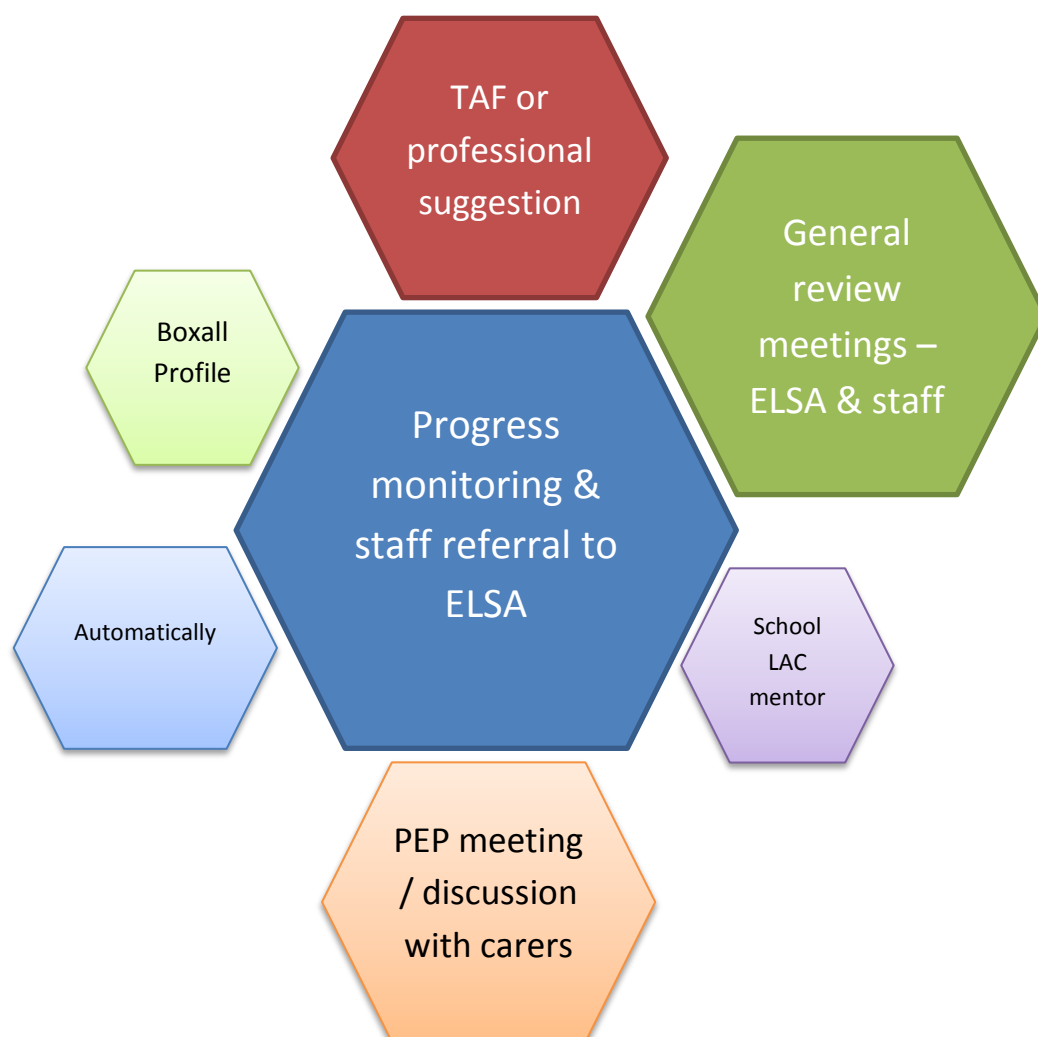 TAF or
professional
suggestion
General
review
meetings –
ELSA & staff
Boxall
Profile
Progress
monitoring &
staff referral to
ELSA
Automatically
School
LAC
mentor
PEP meeting
/ discussion
with carers